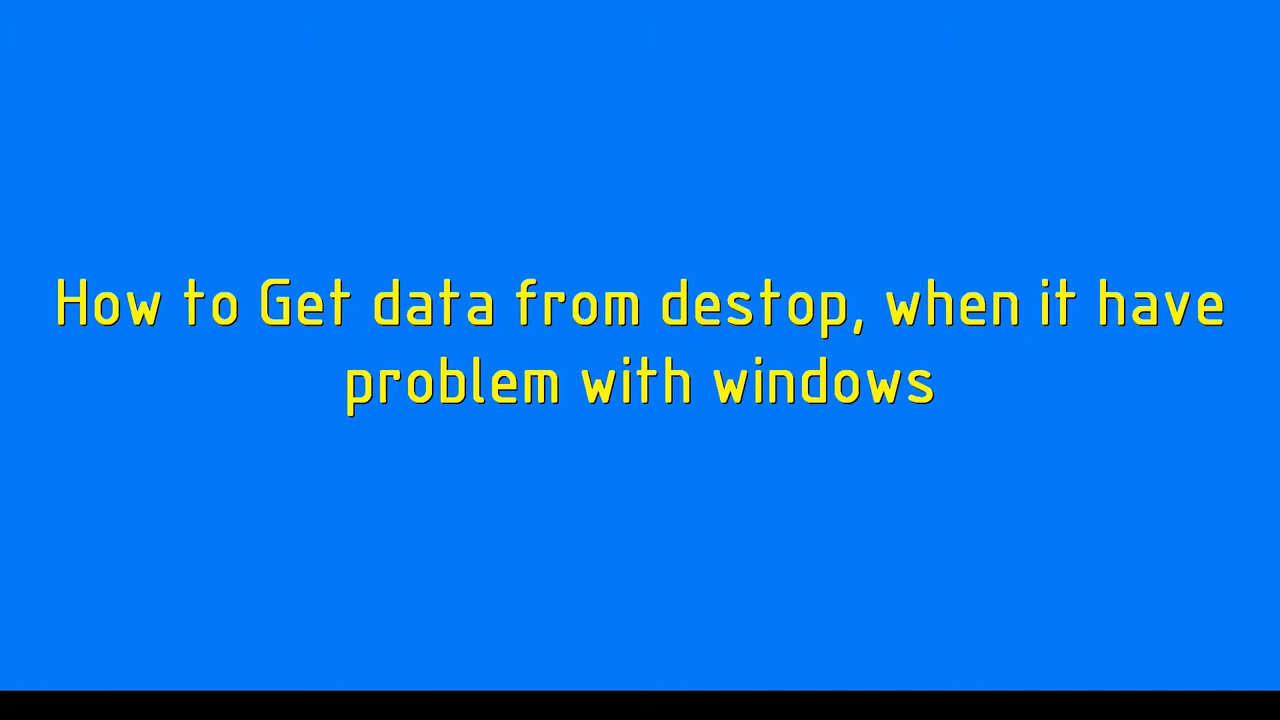 How to Get data from destop, when it have
problem with windows